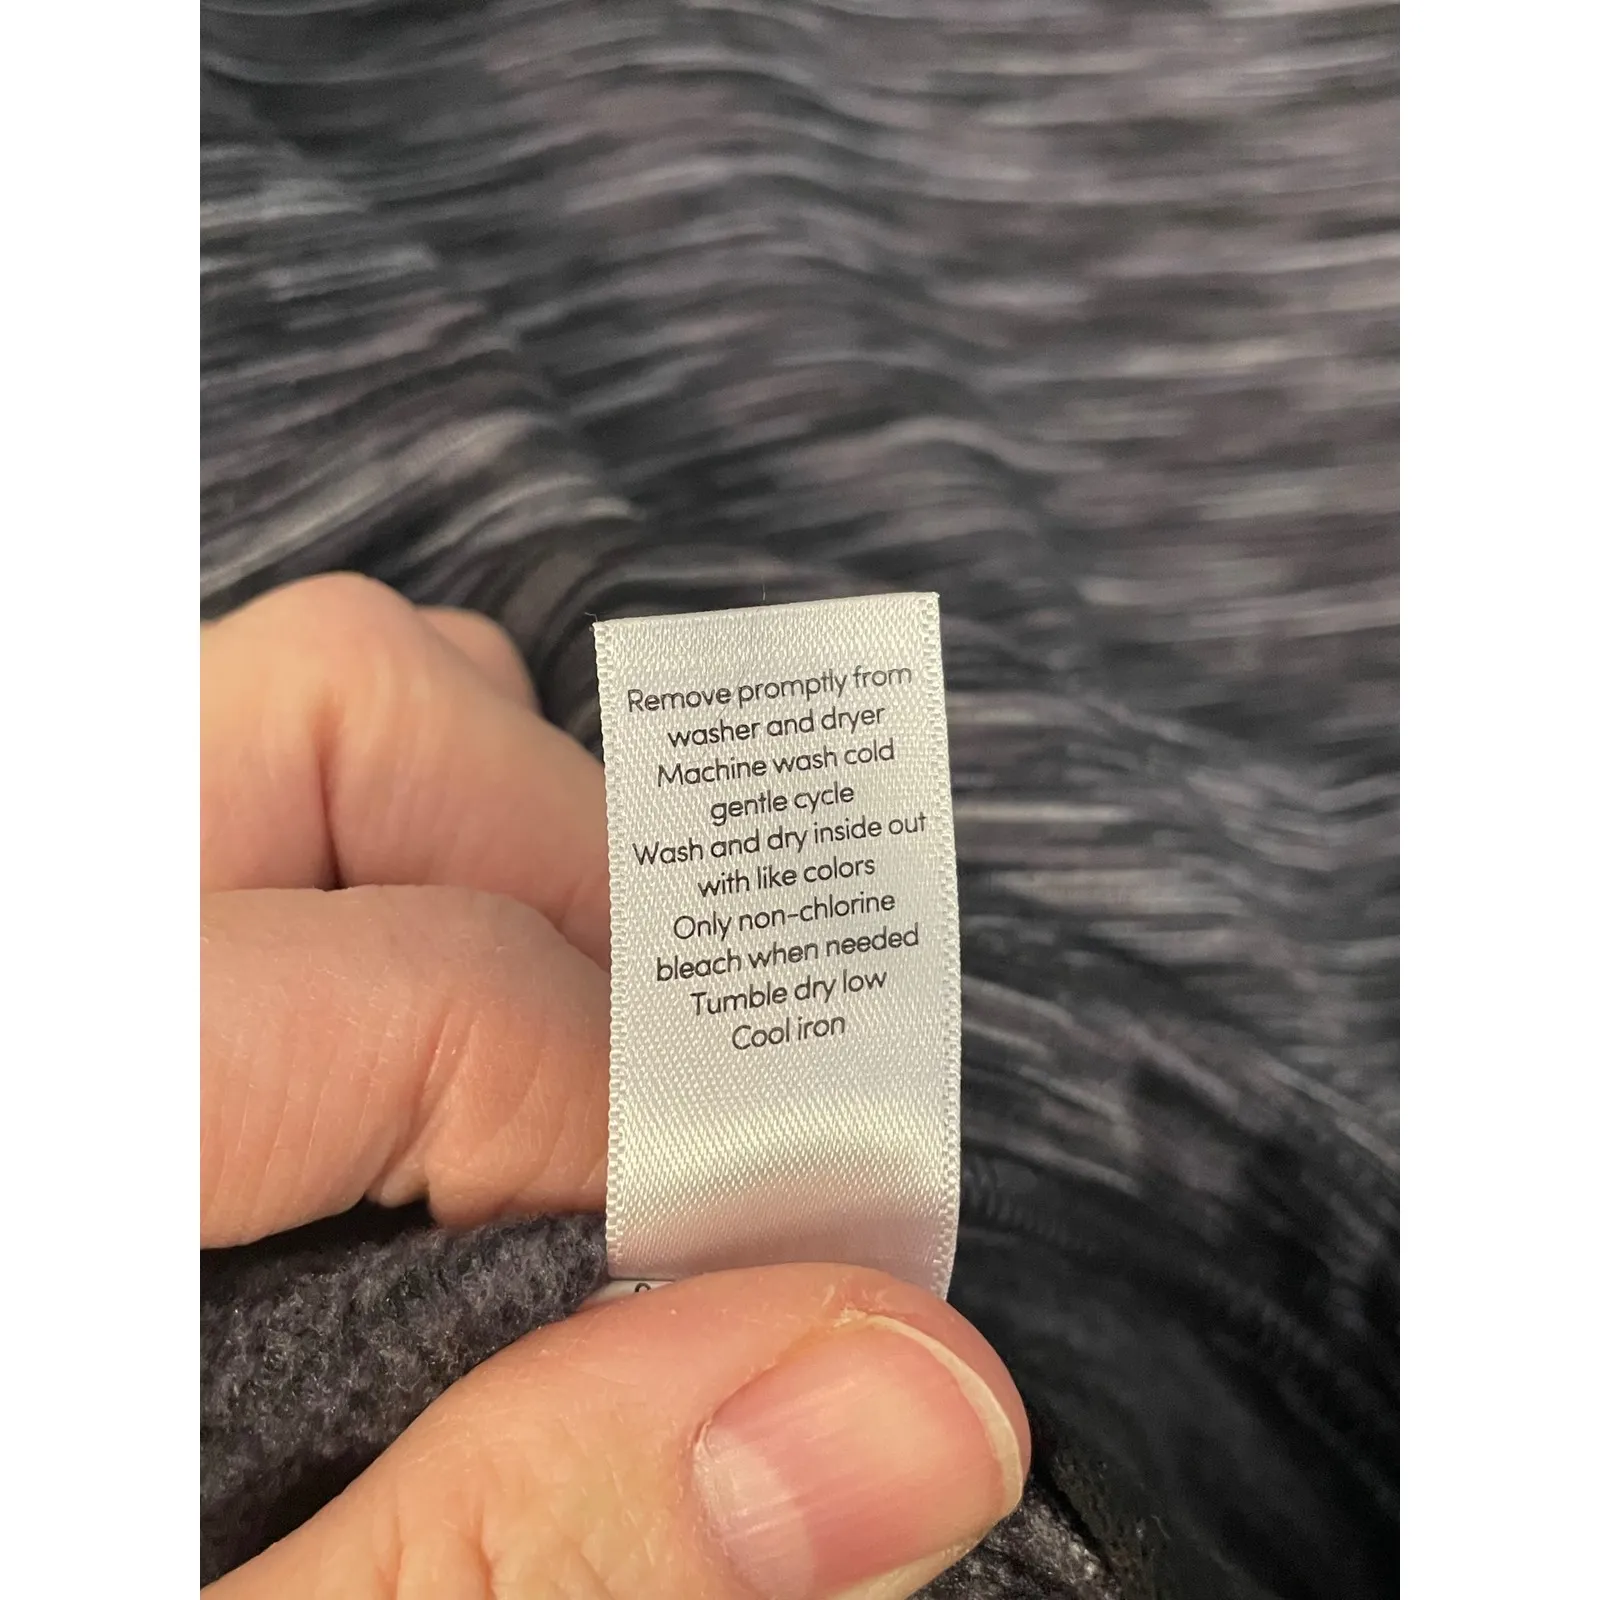 Remove promptly from
washer and dryer
Machine wash cold
gentle cycle
Wash and dry inside out
with like colors
Only non-chlorine
bleach when needed
Tumble dry low
Cool iron